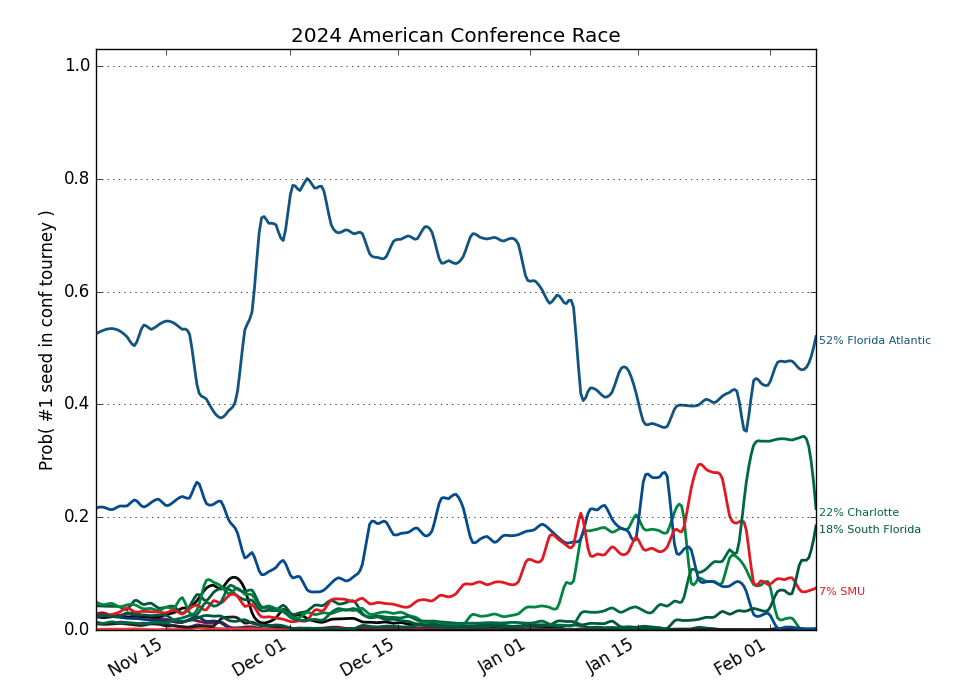 2024 American Conference Race
Prob( #1 seed in conf tourney )
1.0
0.8
0.6
0.4
0.2
0.0
52% Florida Atlantic
22% Charlotte
18% South Florida
7% SMU
Nov 15
Dec 01
Dec 15
Jan 01
Jan 15
Feb 01